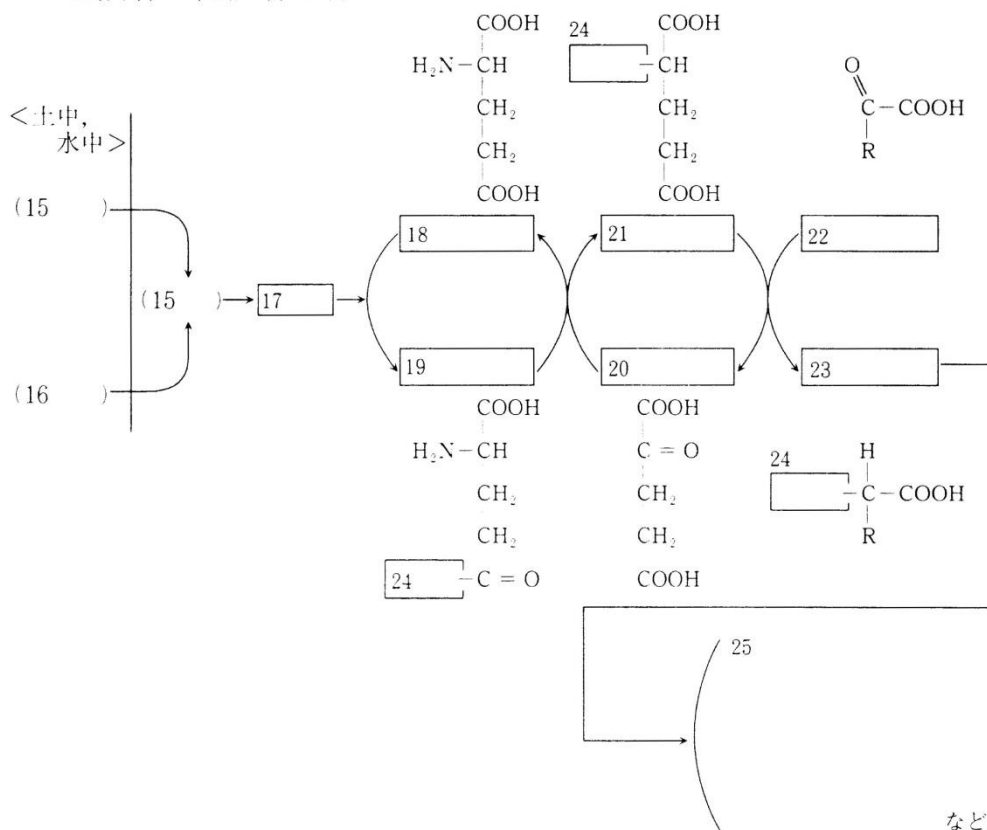 COOH
24
COOH
H₂N-CH
-CH
O
C-COOH
R
<土中,
水中>
CH₂
CH₂
CH₂
CH₂
COOH
COOH
(15 )
18
21
22
(15 )
17
19
20
23
(16 )
COOH
COOH
H₂N-CH
C=O
24
H
-C-COOH
R
CH₂
CH₂
CH₂
CH₂
24
-C=O
COOH
25
など